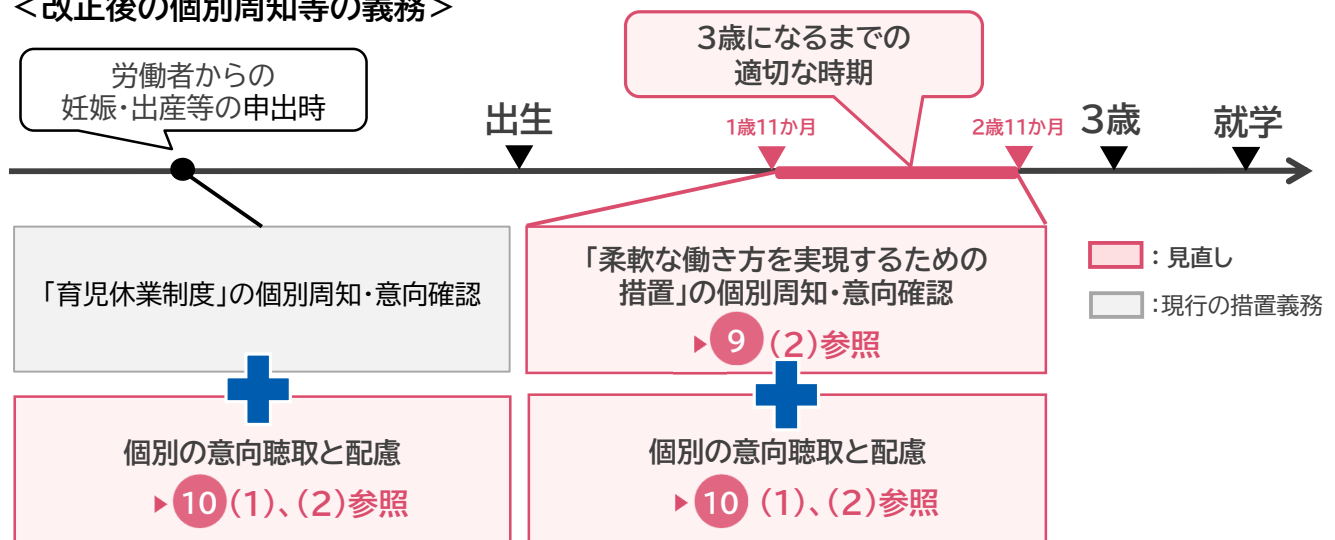 ＜改正後の個別周知等の義務＞
労働者からの
妊娠・出産等の申出時
出生
3歳になるまでの
適切な時期
1歳11か月
2歳11か月
3歳
就学
「育児休業制度」の個別周知・意向確認
「柔軟な働き方を実現するための
措置」の個別周知・意向確認
▶9(2)参照
：見直し
：現行の措置義務
個別の意向聴取と配慮
▶10(1)、(2)参照
個別の意向聴取と配慮
▶10(1)、(2)参照